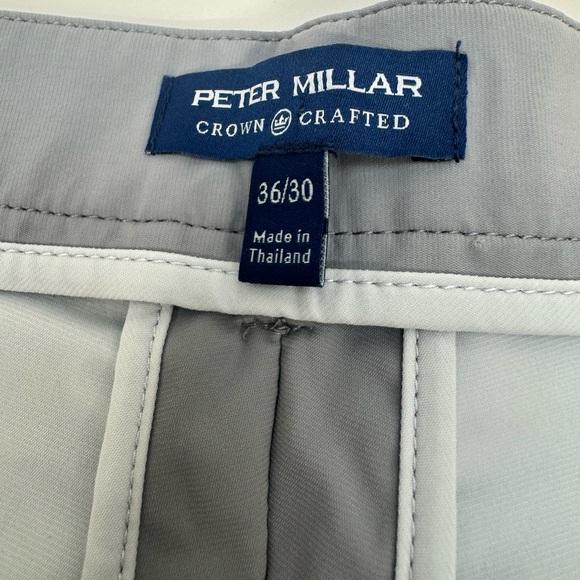 PETER MILLAR
CROWN CRAFTED
36/30
Made in
Thailand